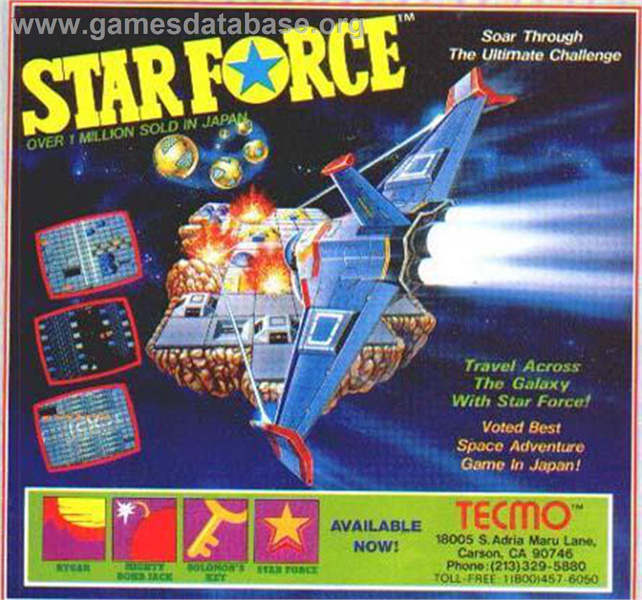 www.gamesdatabase.org
STAR FORCE™
OVER 1 MILLION SOLD IN JAPAN
Soar Through
The Ultimate Challenge
Travel Across
The Galaxy
With Star Force!
Voted Best
Space Adventure
Game In Japan!
RYGAR
MIGHTY
BOMB JACK
SOLOMON'S
KEY
STAR FORCE
AVAILABLE
NOW!
TECMO™
18005 S. Adria Maru Lane,
Carson, CA 90746
Phone: (213) 329-5880
TOLL-FREE 1(800)457-6050